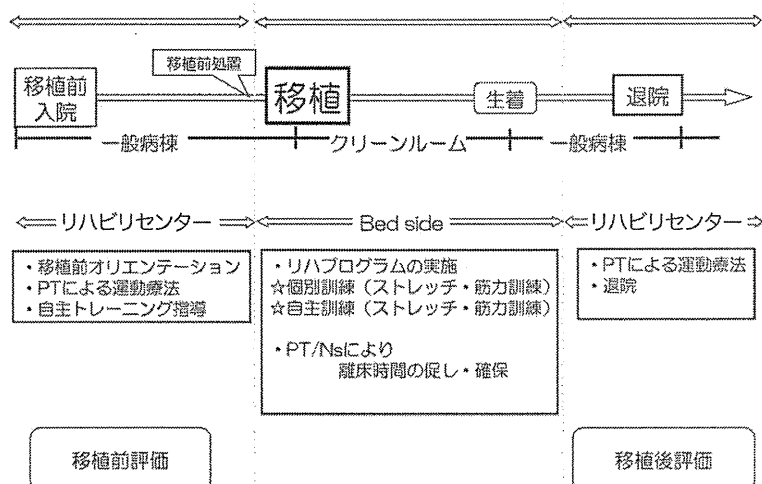 移植前
入院
移植前処置
移植
生着
退院
一般病棟
クリーンルーム
一般病棟
リハビリセンター
Bed side
リハビリセンター
・移植前オリエンテーション
・PTによる運動療法
・自主トレーニング指導
・リハプログラムの実施
☆個別訓練（ストレッチ・筋力訓練）
☆自主訓練（ストレッチ・筋力訓練）
・PT/Nsにより
離床時間の促し・確保
・PTによる運動療法
・退院
移植前評価
移植後評価